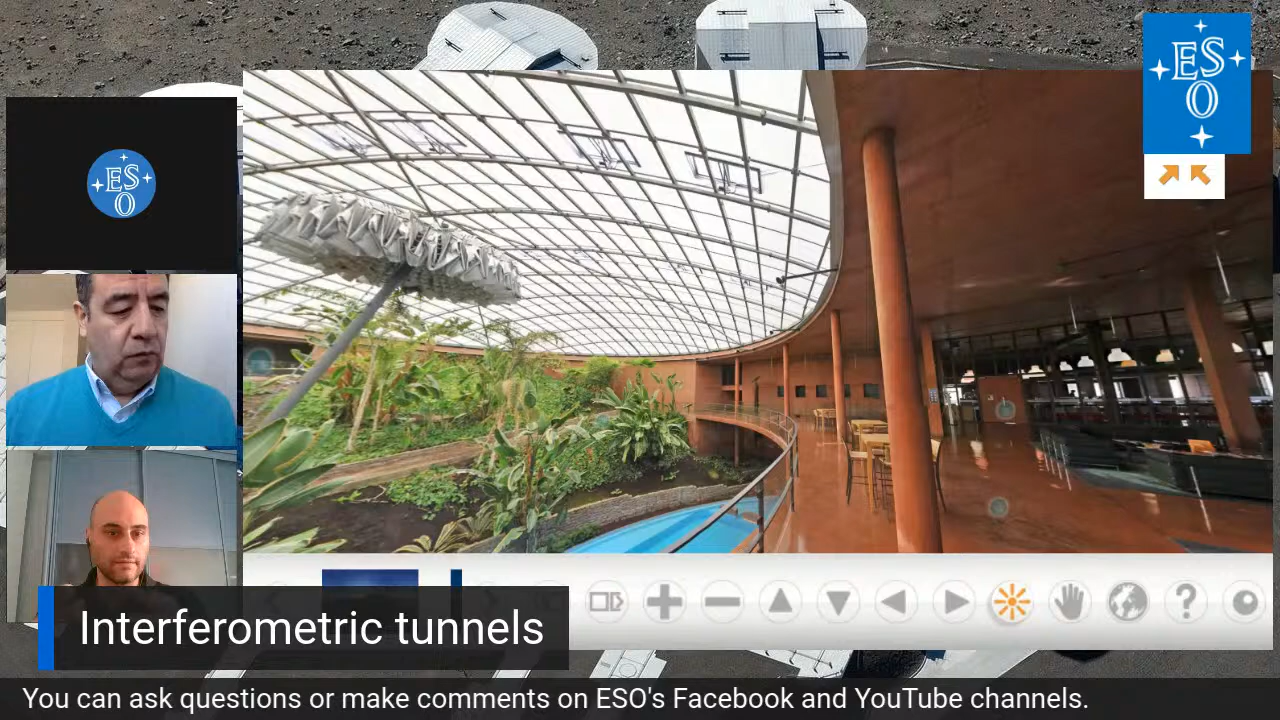 ESO
ESO
Interferometric tunnels
You can ask questions or make comments on ESO's Facebook and YouTube channels.